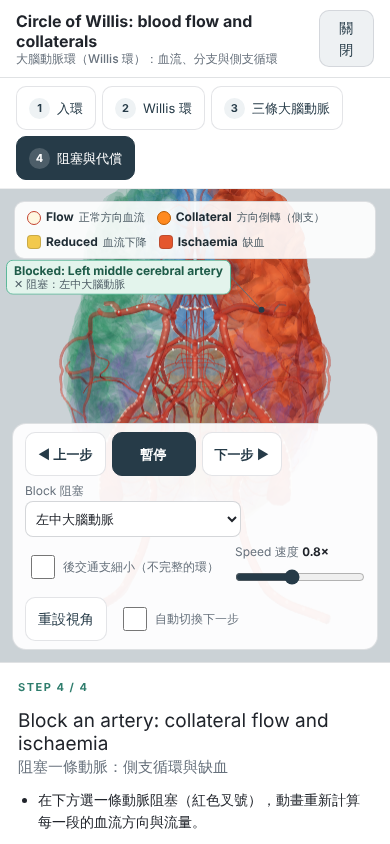 Circle of Willis: blood flow and
collaterals
大腦動脈環（Willis 環）：血流、分支與側支循環
關
閉
1 入環
2 Willis 環
3 三條大腦動脈
4 阻塞與代償
Flow 正常方向血流
Collateral 方向倒轉（側支）
Reduced 血流下降
Ischaemia 缺血
Blocked: Left middle cerebral artery
✕ 阻塞：左中大腦動脈
◀ 上一步
暫停
下一步 ▶
Block 阻塞
左中大腦動脈
後交通支細小（不完整的環）
Speed 速度 0.8×
重設視角
自動切換下一步
STEP 4 / 4
Block an artery: collateral flow and
ischaemia
阻塞一條動脈：側支循環與缺血
• 在下方選一條動脈阻塞（紅色叉號），動畫重新計算
每一段的血流方向與流量。